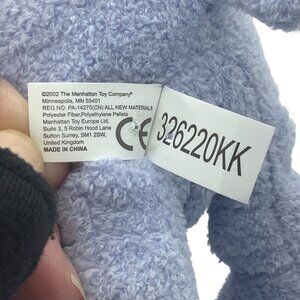 ©2002 The Manhattan Toy Company®
Minneapolis, MN 55401
REG.NO. PA-14275(CN) ALL NEW MATERIALS
Polyester Fiber,Polyethylene Pellets
Manhattan Toy Europe Ltd.
Suite 3, 5 Robin Hood Lane
Sutton Surrey, SM1 2SW,
United Kingdom
MADE IN CHINA
CE
326220KK